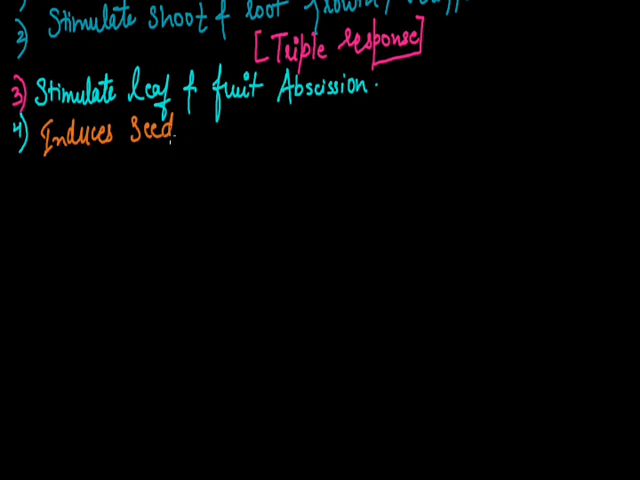 2) Stimulate Shoot & Root
[Triple response]
3) Stimulate leaf & fruit Abscission.
4) Induces Seed